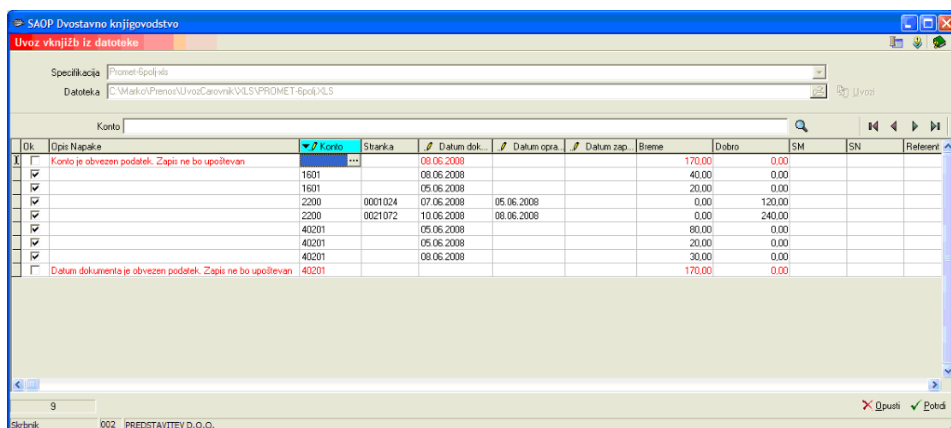 SAOP Dvostavno knjigovodstvo
Uvoz vknjižb iz datoteke
Specifikacija Promet-6polj-xls
Datoteka C:\Marko\Prenos\UvozCarovnik\XLS\PROMET-6polj.XLS Uvozi
Konto
Ok Opis Napake Konto Stranka Datum dok... Datum opra... Datum zap... Breme Dobro SM SN Referent
Konto je obvezen podatek. Zapis ne bo upoštevan ... 08.06.2008 170,00 0,00
1601 08.06.2008 40,00 0,00
1601 05.06.2008 20,00 0,00
2200 0001024 07.06.2008 05.06.2008 0,00 120,00
2200 0021072 10.06.2008 08.06.2008 0,00 240,00
40201 05.06.2008 80,00 0,00
40201 05.06.2008 20,00 0,00
40201 08.06.2008 30,00 0,00
Datum dokumenta je obvezen podatek. Zapis ne bo upoštevan 40201 170,00 0,00
9 Opusti Potrdi
Skrbnik 002 PREDSTAVITEV D.O.O.